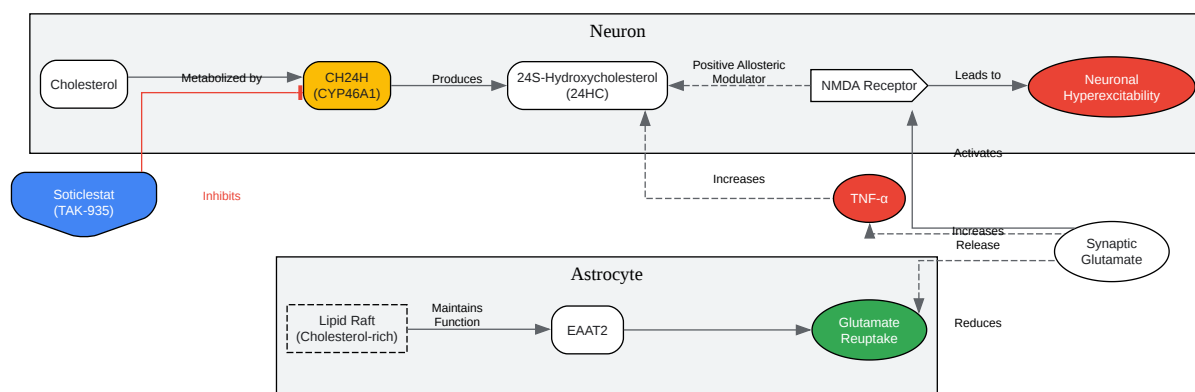 Neuron
Cholesterol
Metabolized by
CH24H
(CYP46A1)
Produces
24S-Hydroxycholesterol
(24HC)
Positive Allosteric
Modulator
NMDA Receptor
Leads to
Neuronal
Hyperexcitability
Activates
Soticlestat
(TAK-935)
Inhibits
Increases
TNF-α
Increases
Release
Synaptic
Glutamate
Astrocyte
Lipid Raft
(Cholesterol-rich)
Maintains
Function
EAAT2
Glutamate
Reuptake
Reduces